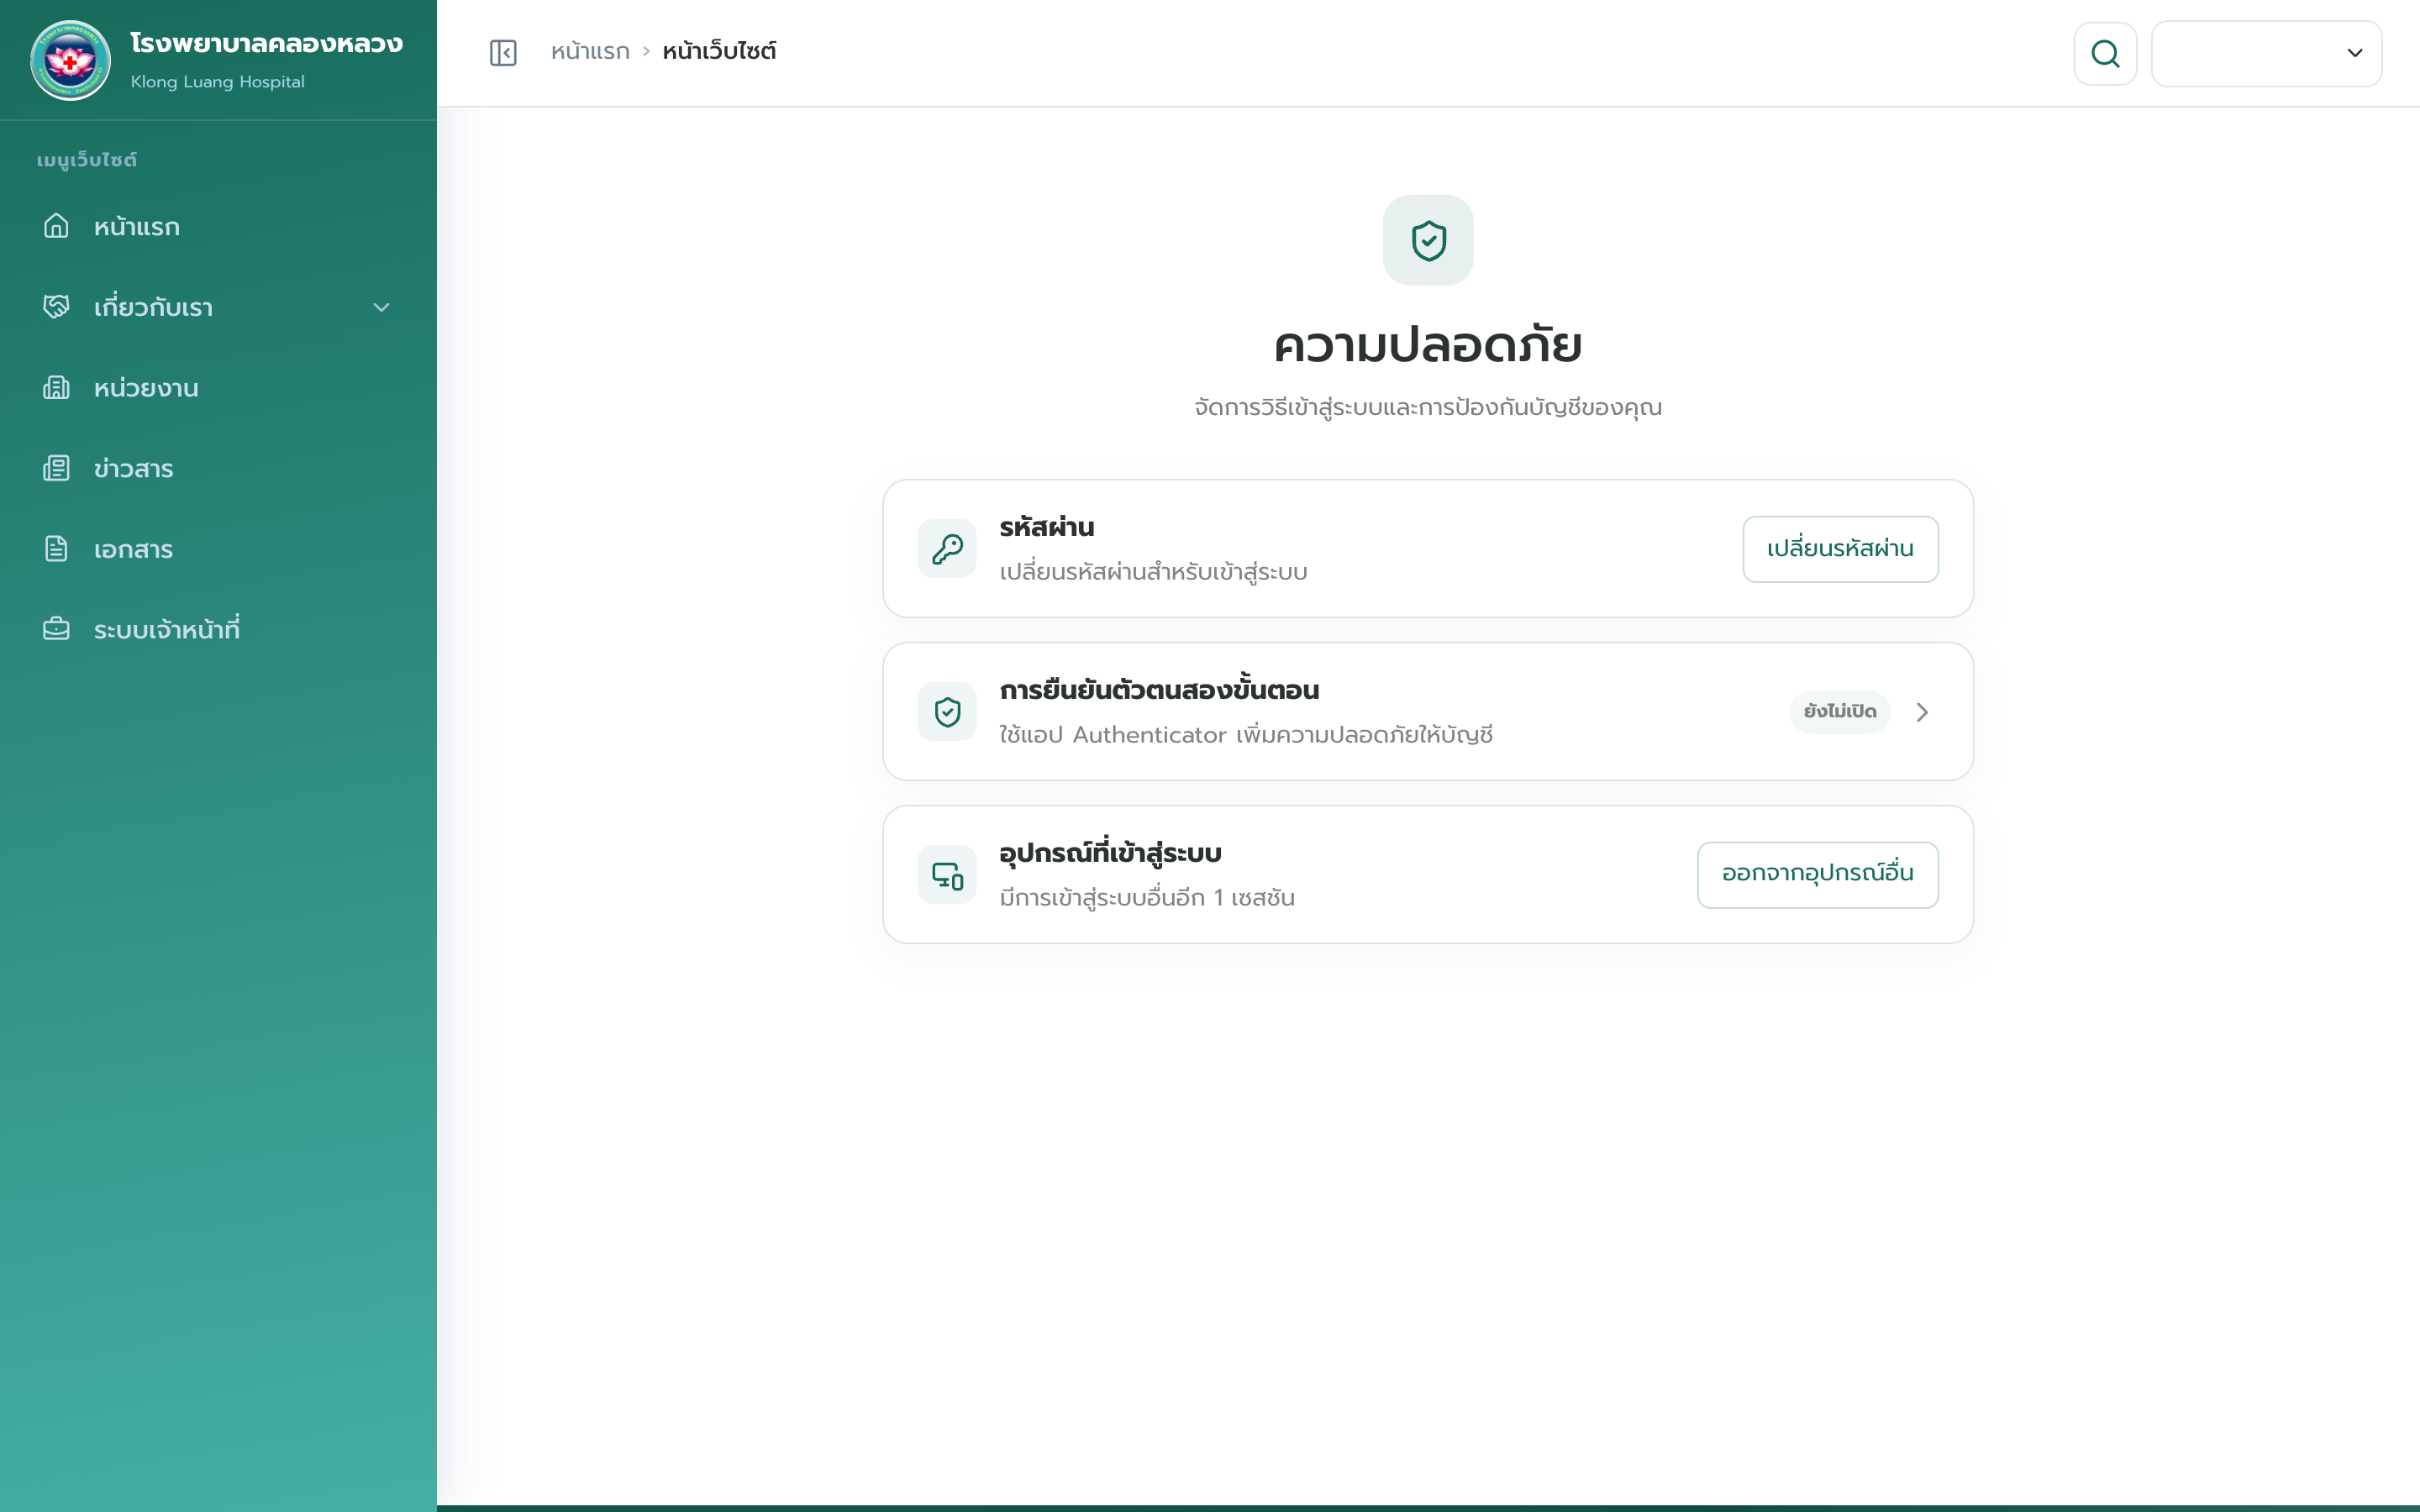 โรงพยาบาลคลองหลวง
Klong Luang Hospital
เมนูเว็บไซต์
หน้าแรก
เกี่ยวกับเรา
หน่วยงาน
ข่าวสาร
เอกสาร
ระบบเจ้าหน้าที่
หน้าแรก › หน้าเว็บไซต์
ความปลอดภัย
จัดการวิธีเข้าสู่ระบบและการป้องกันบัญชีของคุณ
รหัสผ่าน
เปลี่ยนรหัสผ่านสำหรับเข้าสู่ระบบ
เปลี่ยนรหัสผ่าน
การยืนยันตัวตนสองขั้นตอน
ใช้แอป Authenticator เพิ่มความปลอดภัยให้บัญชี
ยังไม่เปิด
อุปกรณ์ที่เข้าสู่ระบบ
มีการเข้าสู่ระบบอื่นอีก 1 เซสชัน
ออกจากอุปกรณ์อื่น